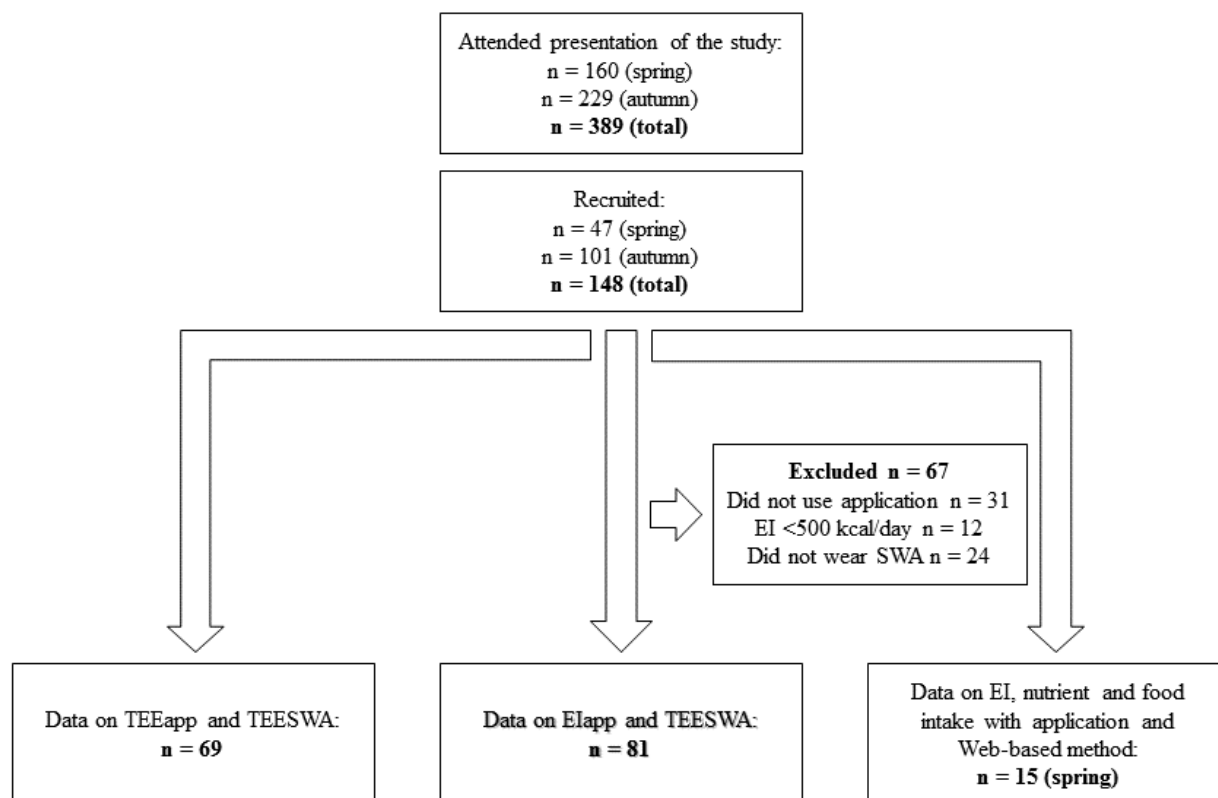 Attended presentation of the study:
n = 160 (spring)
n = 229 (autumn)
n = 389 (total)
Recruited:
n = 47 (spring)
n = 101 (autumn)
n = 148 (total)
Excluded n = 67
Did not use application n = 31
EI <500 kcal/day n = 12
Did not wear SWA n = 24
Data on TEEapp and TEESWA:
n = 69
Data on EIapp and TEESWA:
n = 81
Data on EI, nutrient and food
intake with application and
Web-based method:
n = 15 (spring)